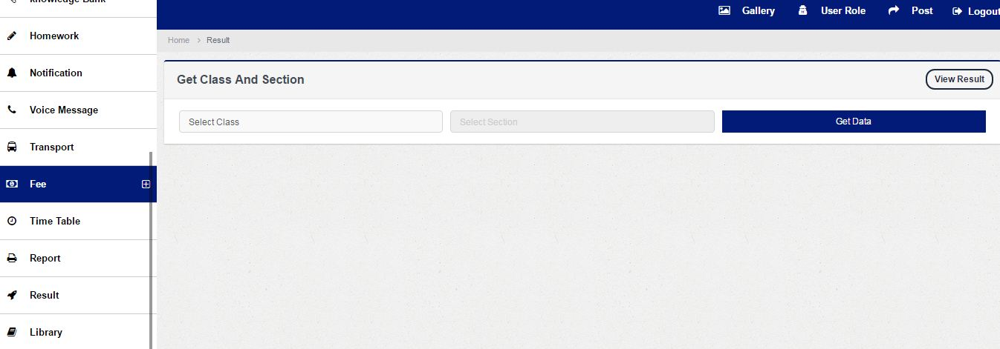 knowledge Bank
Homework
Notification
Voice Message
Transport
Fee
Time Table
Report
Result
Library
Gallery
User Role
Post
Logout
Home > Result
Get Class And Section
View Result
Select Class
Select Section
Get Data